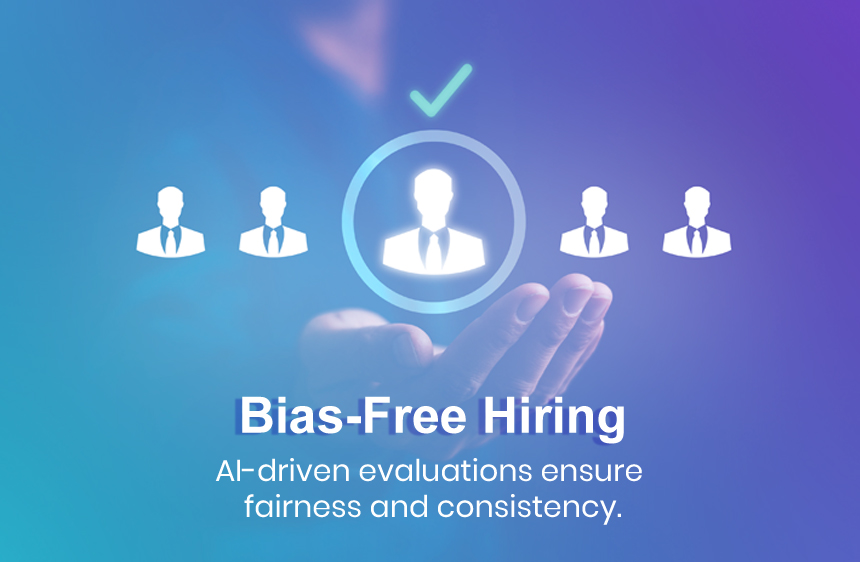 Bias-Free Hiring
AI-driven evaluations ensure
fairness and consistency.